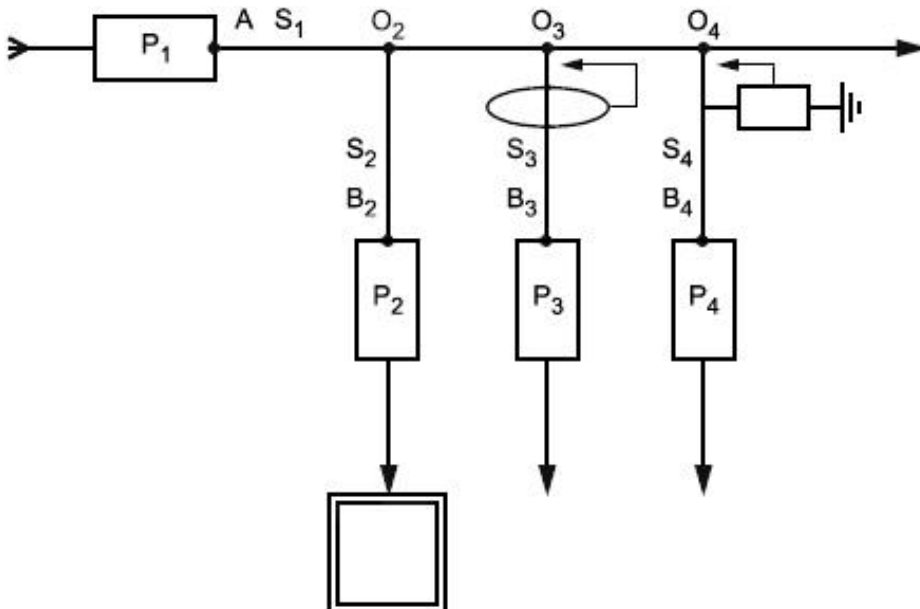 P₁ A S₁ O₂ O₃ O₄
S₂ S₃ S₄
B₂ B₃ B₄
P₂ P₃ P₄